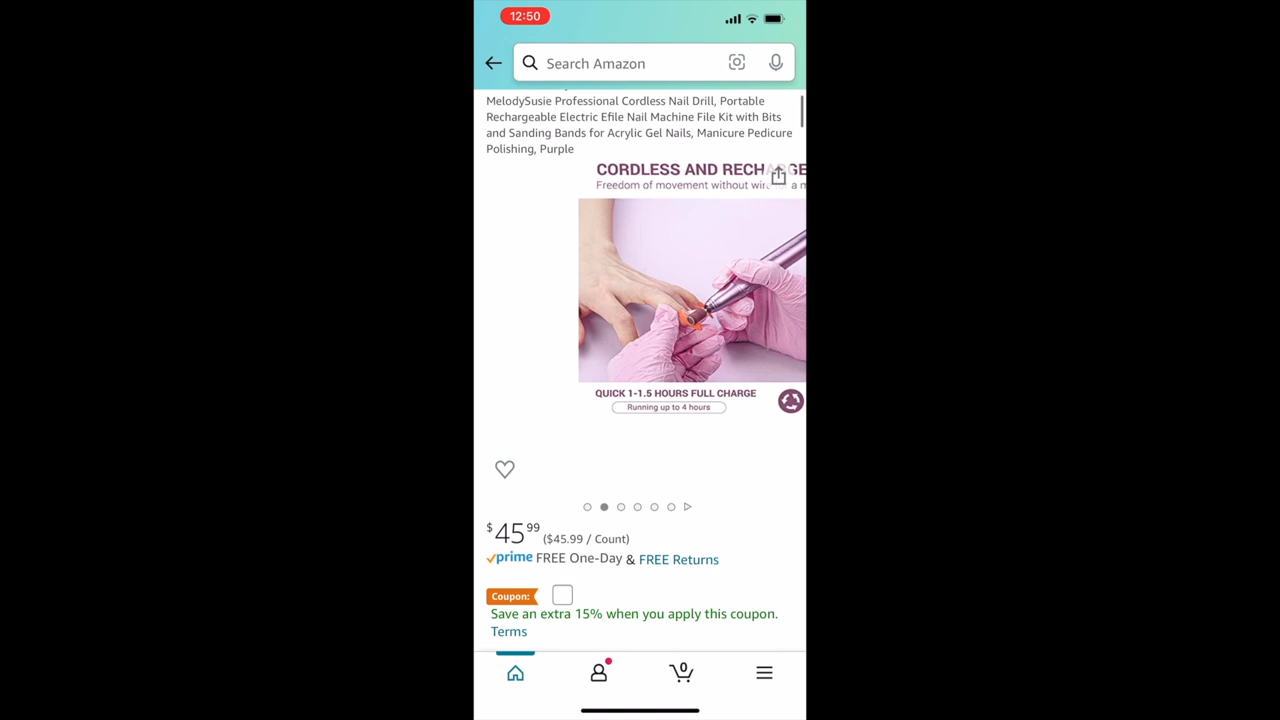 12:50
Search Amazon
MelodySusie Professional Cordless Nail Drill, Portable
Rechargeable Electric Efile Nail Machine File Kit with Bits
and Sanding Bands for Acrylic Gel Nails, Manicure Pedicure
Polishing, Purple
CORDLESS AND
Freedom of movement without
QUICK 1-1.5 HOURS FULL CHARGE
Running up to 4 hours
$45.99 ($45.99 / Count)
prime FREE One-Day & FREE Returns
Coupon:
Save an extra 15% when you apply this coupon.
Terms
0